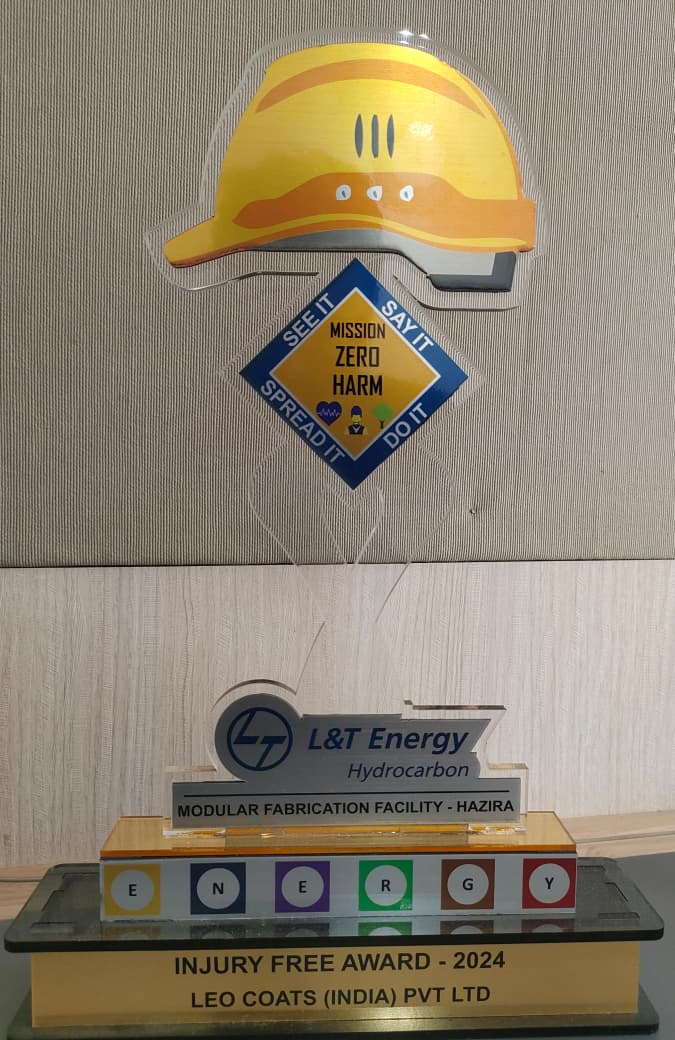 SEE IT
SAY IT
MISSION
ZERO
HARM
SPREAD IT
DO IT
LT
L&T Energy
Hydrocarbon
MODULAR FABRICATION FACILITY - HAZIRA
E N E R G Y
INJURY FREE AWARD - 2024
LEO COATS (INDIA) PVT LTD